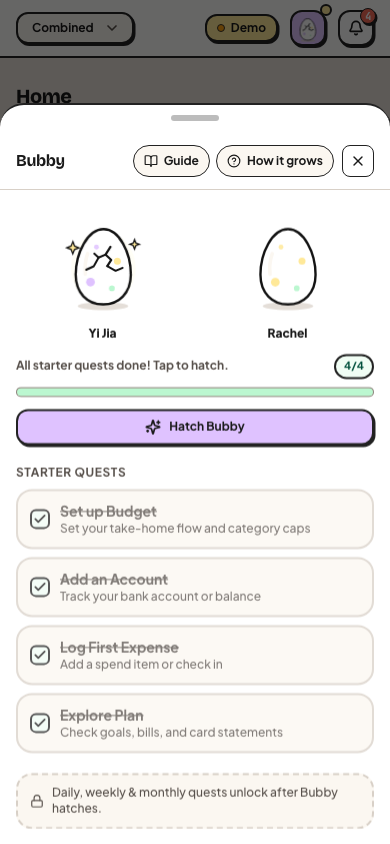 Combined
Demo
4
Home
Bubby
Guide
How it grows
Yi Jia
Rachel
All starter quests done! Tap to hatch.
4/4
Hatch Bubby
STARTER QUESTS
Set up Budget
Set your take-home flow and category caps
Add an Account
Track your bank account or balance
Log First Expense
Add a spend item or check in
Explore Plan
Check goals, bills, and card statements
Daily, weekly & monthly quests unlock after Bubby
hatches.